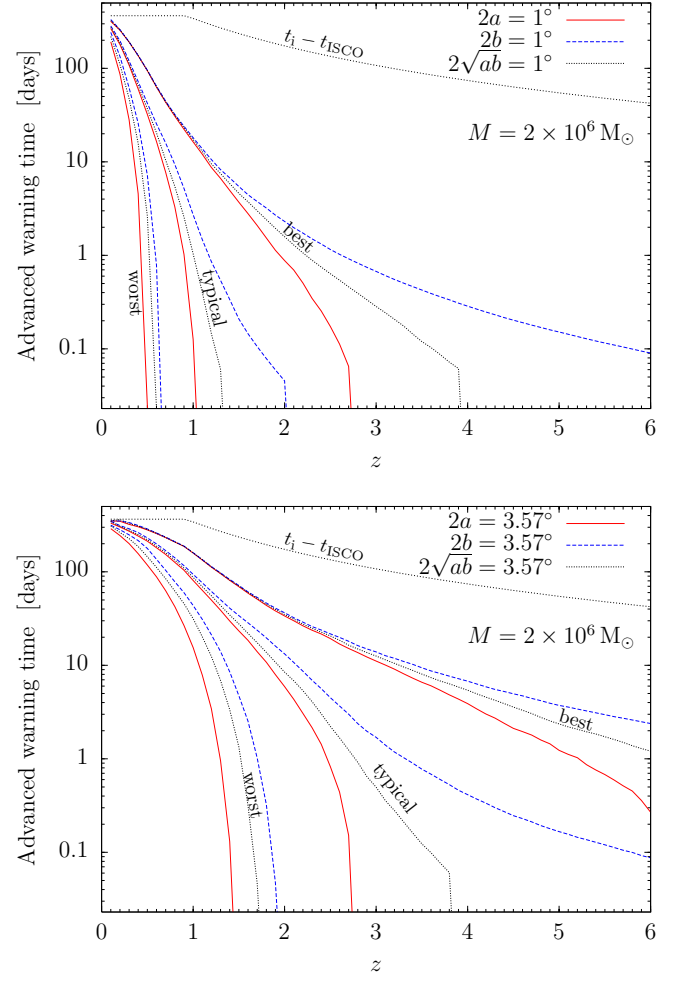 2a = 1°
2b = 1°
2√ab = 1°
t_i − t_ISCO
M = 2 × 10^6 M_⊙
best
typical
worst
100
10
1
0.1
Advanced warning time [days]
0 1 2 3 4 5 6
z
2a = 3.57°
2b = 3.57°
2√ab = 3.57°
t_i − t_ISCO
M = 2 × 10^6 M_⊙
best
typical
worst
100
10
1
0.1
Advanced warning time [days]
0 1 2 3 4 5 6
z